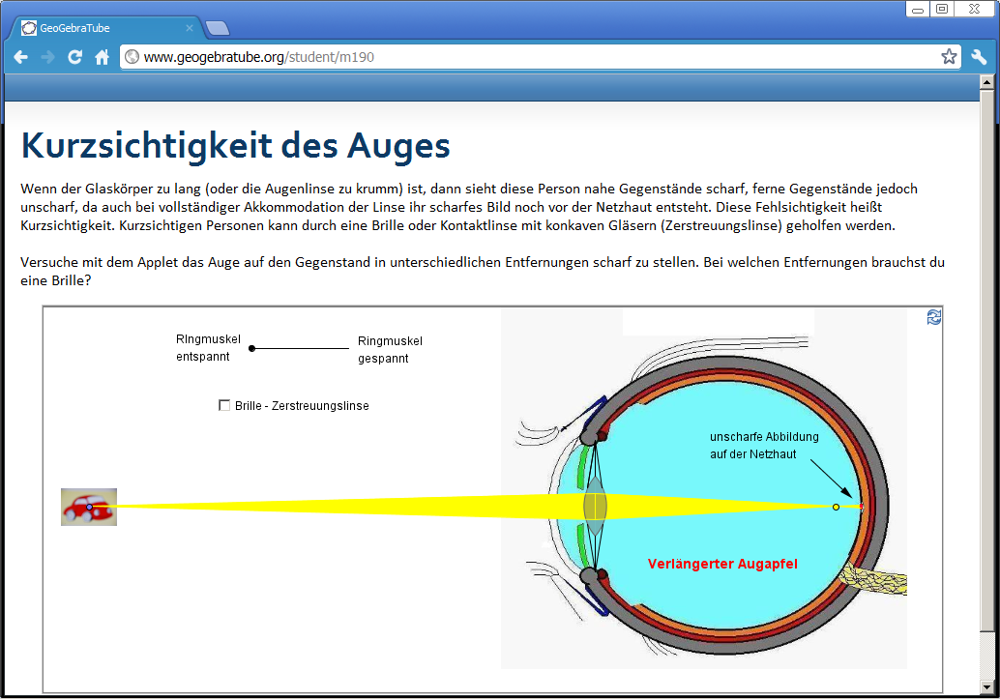 GeoGebraTube
www.geogebratube.org/student/m190
Kurzsichtigkeit des Auges
Wenn der Glaskörper zu lang (oder die Augenlinse zu krumm) ist, dann sieht diese Person nahe Gegenstände scharf, ferne Gegenstände jedoch
unscharf, da auch bei vollständiger Akkommodation der Linse ihr scharfes Bild noch vor der Netzhaut entsteht. Diese Fehlsichtigkeit heißt
Kurzsichtigkeit. Kurzsichtigen Personen kann durch eine Brille oder Kontaktlinse mit konkaven Gläsern (Zerstreuungslinse) geholfen werden.
Versuche mit dem Applet das Auge auf den Gegenstand in unterschiedlichen Entfernungen scharf zu stellen. Bei welchen Entfernungen brauchst du
eine Brille?
RIngmuskel
entspannt
Ringmuskel
gespannt
Brille - Zerstreuungslinse
unscharfe Abbildung
auf der Netzhaut
Verlängerter Augapfel